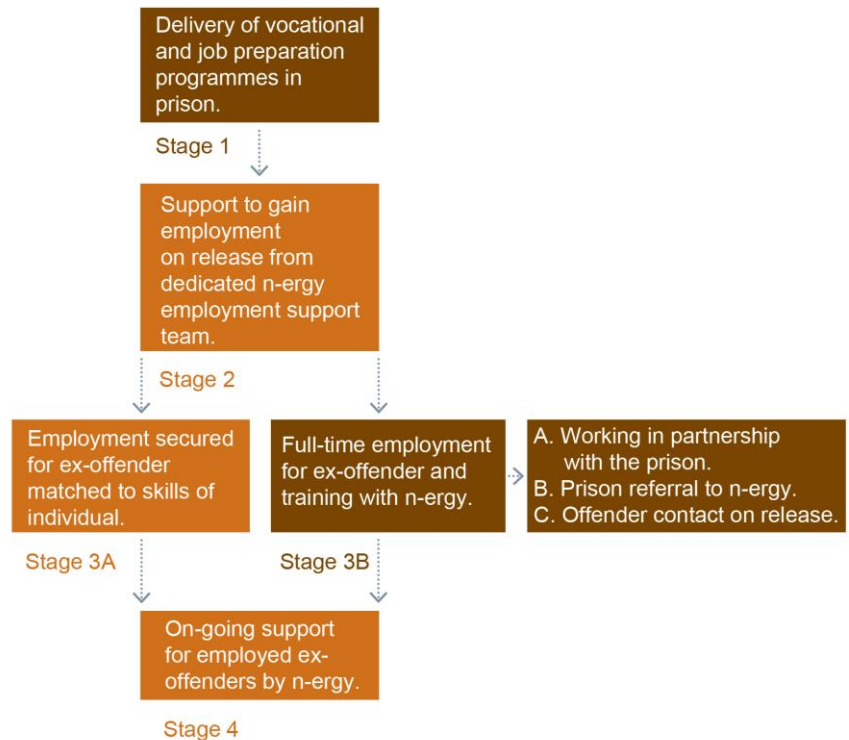 Delivery of vocational
and job preparation
programmes in
prison.
Stage 1
Support to gain
employment
on release from
dedicated n-ergy
employment support
team.
Stage 2
Employment secured
for ex-offender
matched to skills of
individual.
Stage 3A
Full-time employment
for ex-offender and
training with n-ergy.
Stage 3B
A. Working in partnership
with the prison.
B. Prison referral to n-ergy.
C. Offender contact on release.
On-going support
for employed ex-
offenders by n-ergy.
Stage 4